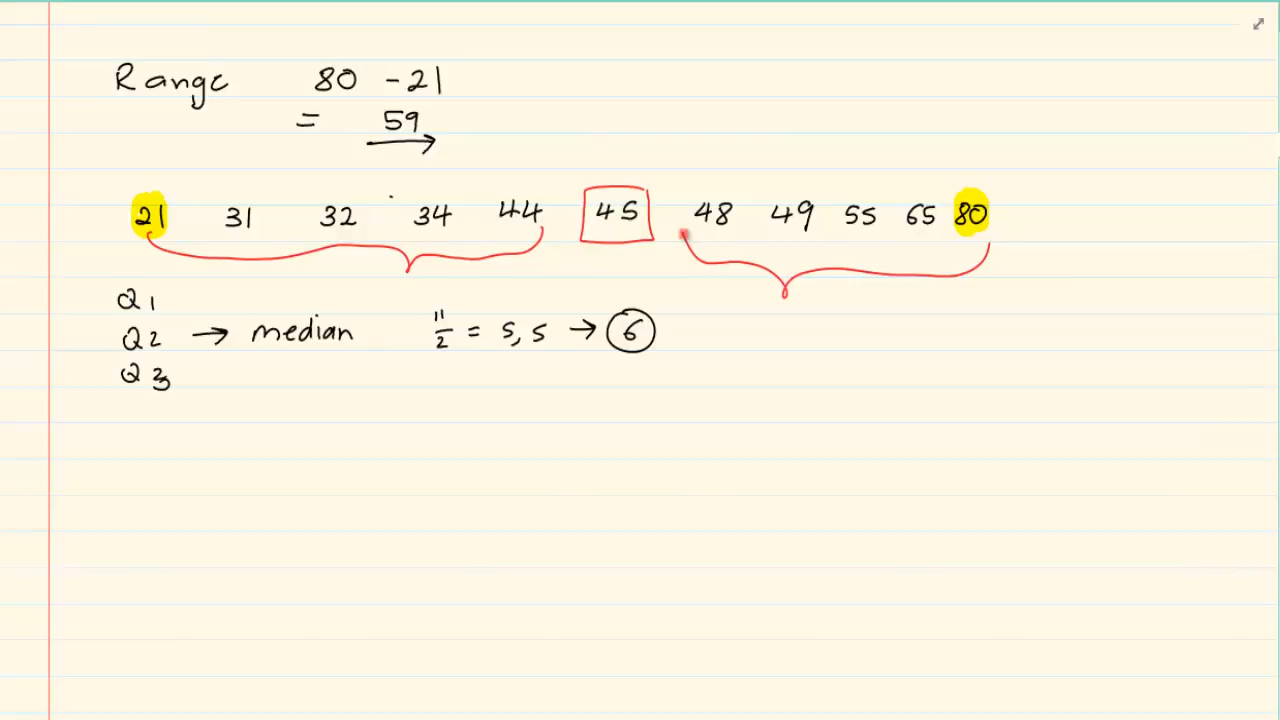 Range 80 - 21
= 59
21 31 32 34 44 45 48 49 55 65 80
Q1
Q2 → median 11/2 = 5,5 → 6
Q3